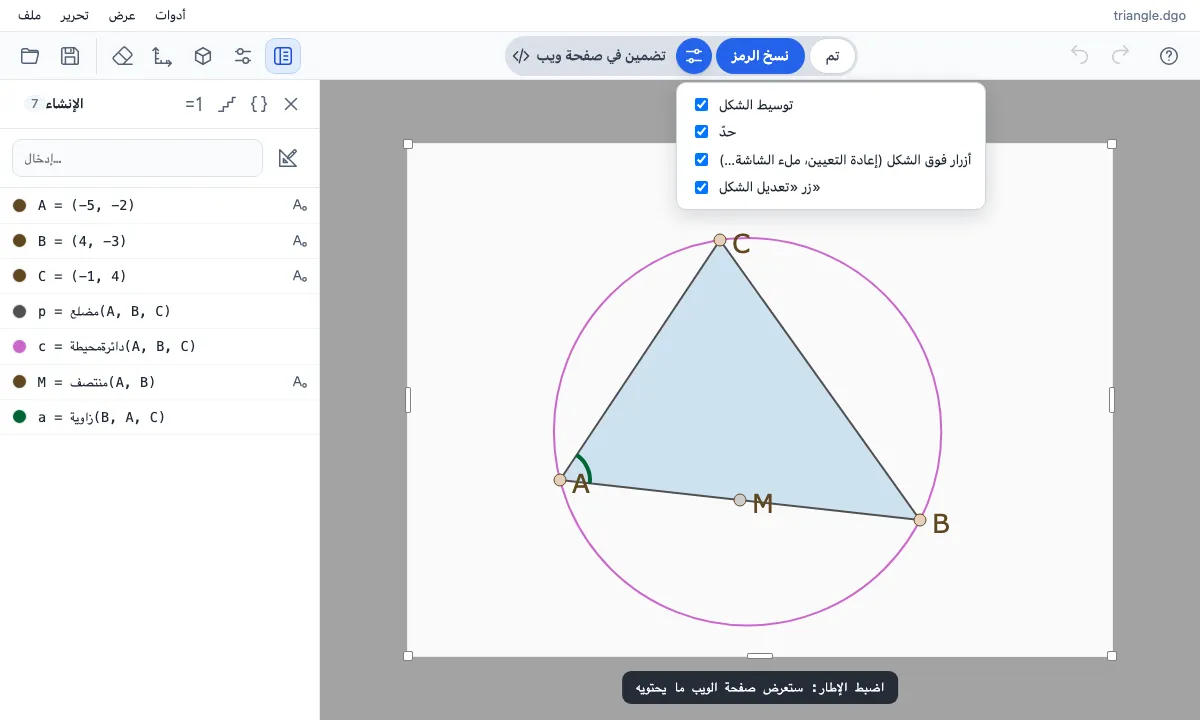 ملف
تحرير
عرض
أدوات
triangle.dgo
تضمين في صفحة ويب </>
نسخ الرمز
تم
الإنشاء 7
=1
{}
إدخال...
توسيط الشكل
حدّ
أزرار فوق الشكل (إعادة التعيين، ملء الشاشة...)
زر «تعديل الشكل»
A = (−5, −2)
B = (4, −3)
C = (−1, 4)
p = مضلع(A, B, C)
c = دائرةمحيطة(A, B, C)
M = منتصف(A, B)
a = زاوية(B, A, C)
C
A
M
B
اضبط الإطار: ستعرض صفحة الويب ما يحتويه